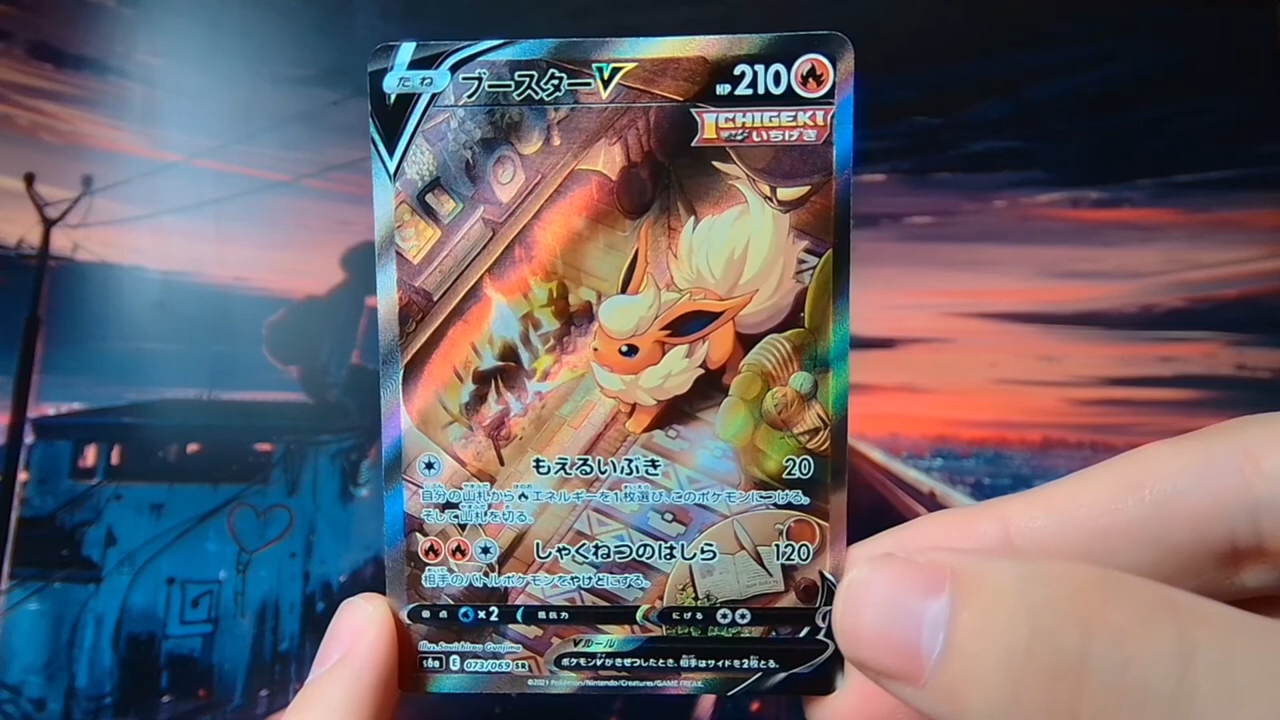 たね ブースターV HP210
ICHIGEKI
いちげき
もえるいぶき 20
自分の山札から エネルギーを1枚選び、このポケモンにつける。
そして山札を切る。
しゃくねつのはしら 120
相手のバトルポケモンをやけどにする。
弱点 ×2 抵抗力 にげる
Illus. Souichirou Gunjima
Vルール
s6a E 073/069 SR
ポケモンVがきぜつしたとき、相手はサイドを2枚とる。
©2021 Pokémon/Nintendo/Creatures/GAME FREAK.